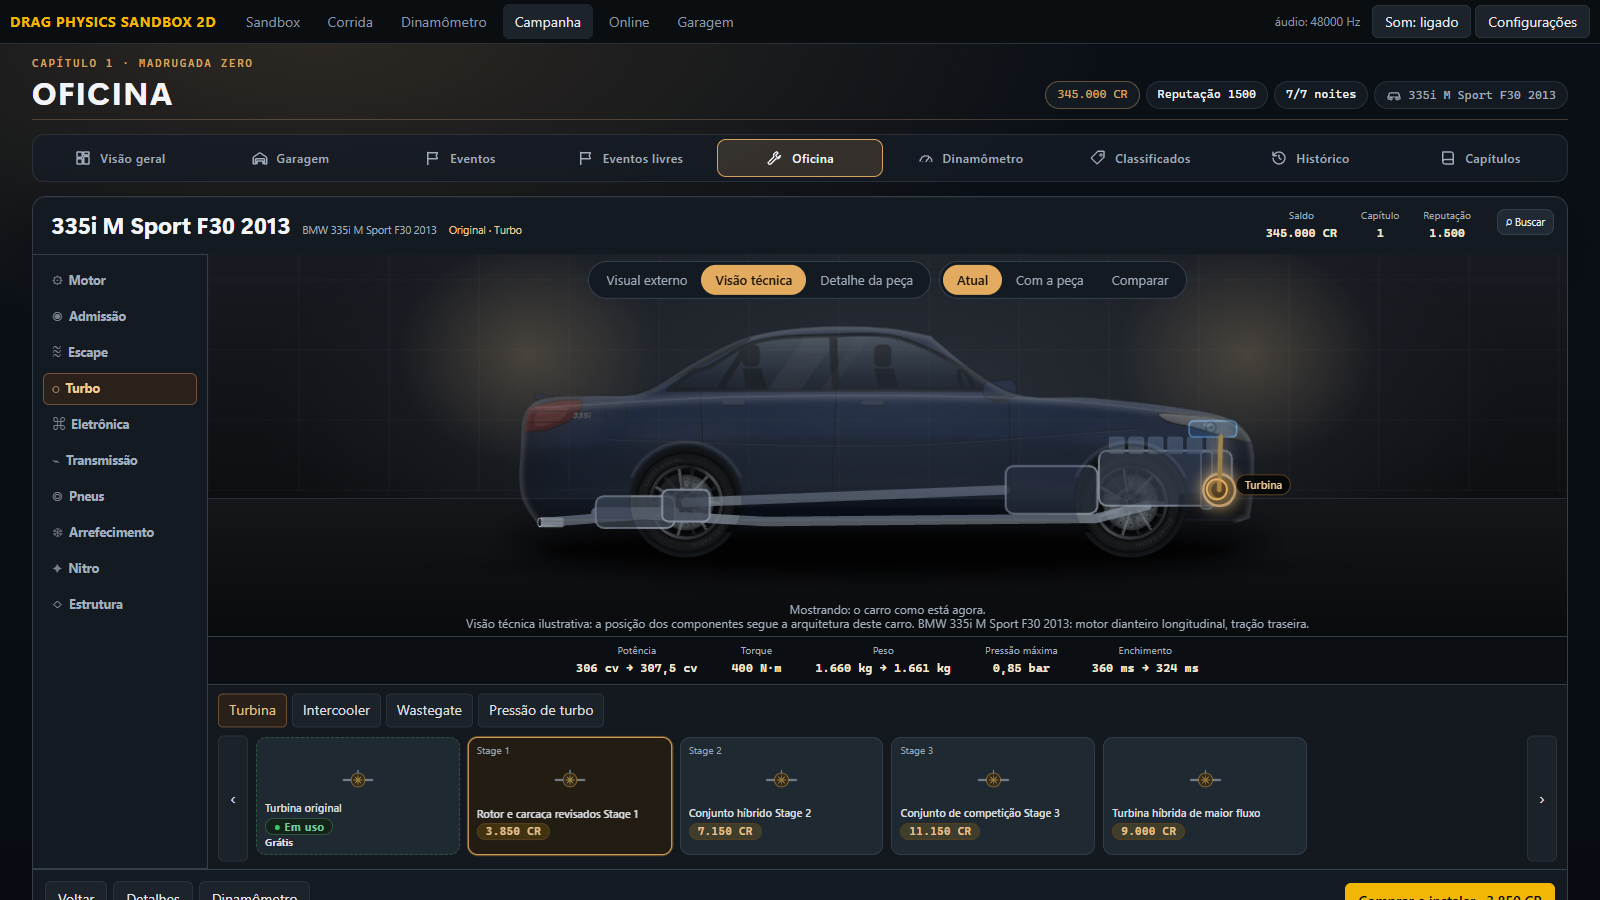 DRAG PHYSICS SANDBOX 2D
Sandbox
Corrida
Dinamômetro
Campanha
Online
Garagem
áudio: 48000 Hz
Som: ligado
Configurações
CAPÍTULO 1 · MADRUGADA ZERO
OFICINA
345.000 CR
Reputação 1500
7/7 noites
335i M Sport F30 2013
Visão geral
Garagem
Eventos
Eventos livres
Oficina
Dinamômetro
Classificados
Histórico
Capítulos
335i M Sport F30 2013
BMW 335i M Sport F30 2013
Original · Turbo
Saldo
345.000 CR
Capítulo
1
Reputação
1.500
Buscar
Motor
Admissão
Escape
Turbo
Eletrônica
Transmissão
Pneus
Arrefecimento
Nitro
Estrutura
Visual externo
Visão técnica
Detalhe da peça
Atual
Com a peça
Comparar
335i
Turbina
Mostrando: o carro como está agora.
Visão técnica ilustrativa: a posição dos componentes segue a arquitetura deste carro. BMW 335i M Sport F30 2013: motor dianteiro longitudinal, tração traseira.
Potência
306 cv → 307,5 cv
Torque
400 N·m
Peso
1.660 kg → 1.661 kg
Pressão máxima
0,85 bar
Enchimento
360 ms → 324 ms
Turbina
Intercooler
Wastegate
Pressão de turbo
‹
Turbina original
● Em uso
Grátis
Stage 1
Rotor e carcaça revisados Stage 1
3.850 CR
Stage 2
Conjunto híbrido Stage 2
7.150 CR
Stage 3
Conjunto de competição Stage 3
11.150 CR
Turbina híbrida de maior fluxo
9.000 CR
›
Voltar
Detalhes
Dinamômetro
Comprar e instalar · 3.850 CR